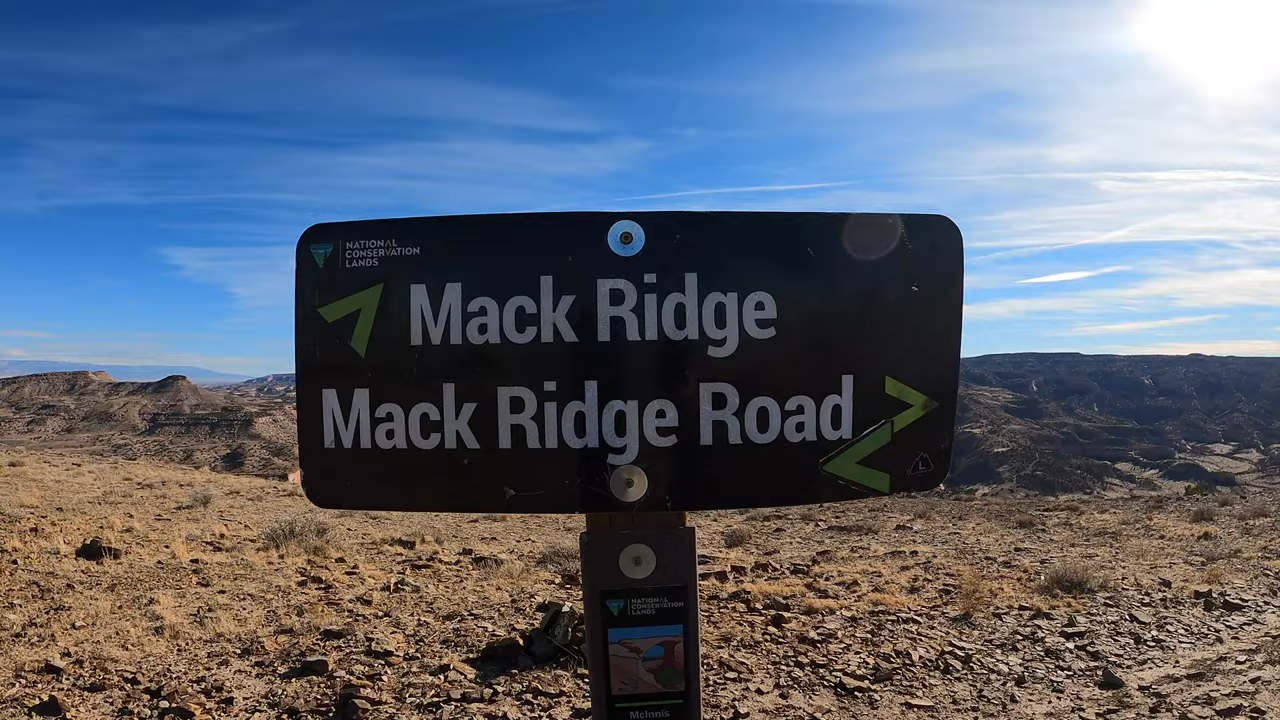 NATIONAL
CONSERVATION
LANDS
Mack Ridge
Mack Ridge Road
L
NATIONAL
CONSERVATION
LANDS
McInnis